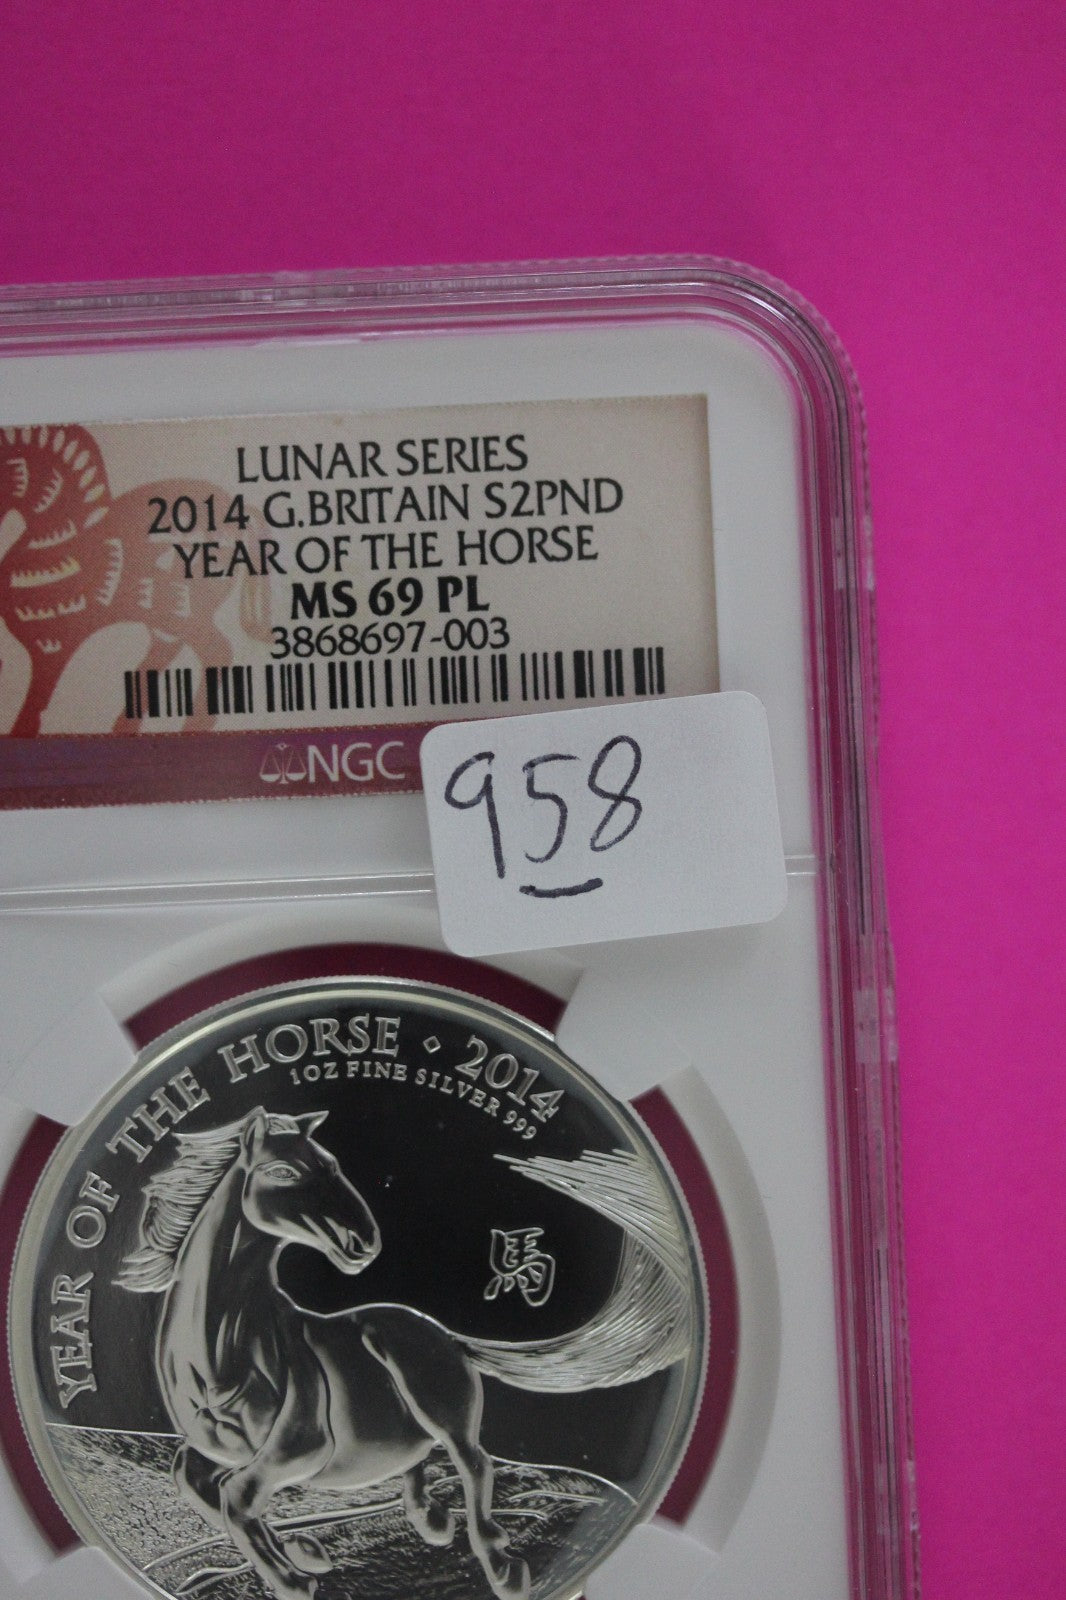 LUNAR SERIES
2014 G.BRITAIN S2PND
YEAR OF THE HORSE
MS 69 PL
3868697-003
NGC
958
YEAR OF THE HORSE · 2014
1OZ FINE SILVER 999
馬